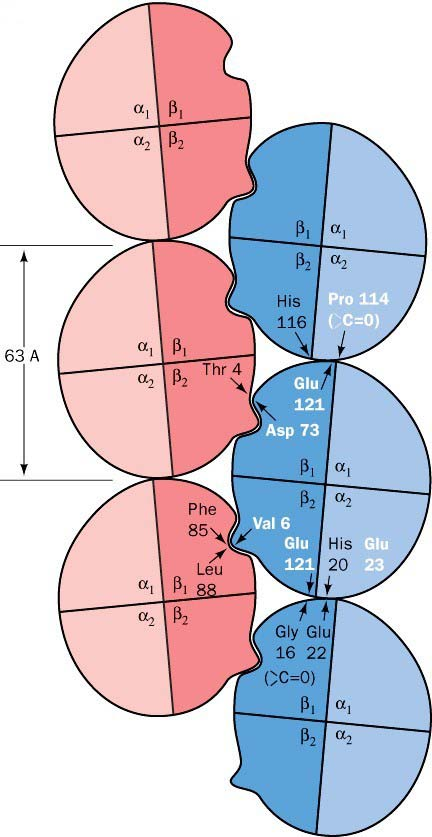 α₁ β₁
α₂ β₂
β₁ α₁
β₂ α₂
His
116
Pro 114
(>C=0)
63 A
α₁ β₁
α₂ β₂
Thr 4
Glu
121
Asp 73
β₁ α₁
β₂ α₂
Phe
85
Val 6
Leu
88
Glu
121
His
20
Glu
23
α₁ β₁
α₂ β₂
Gly
16
(>C=0)
Glu
22
β₁ α₁
β₂ α₂